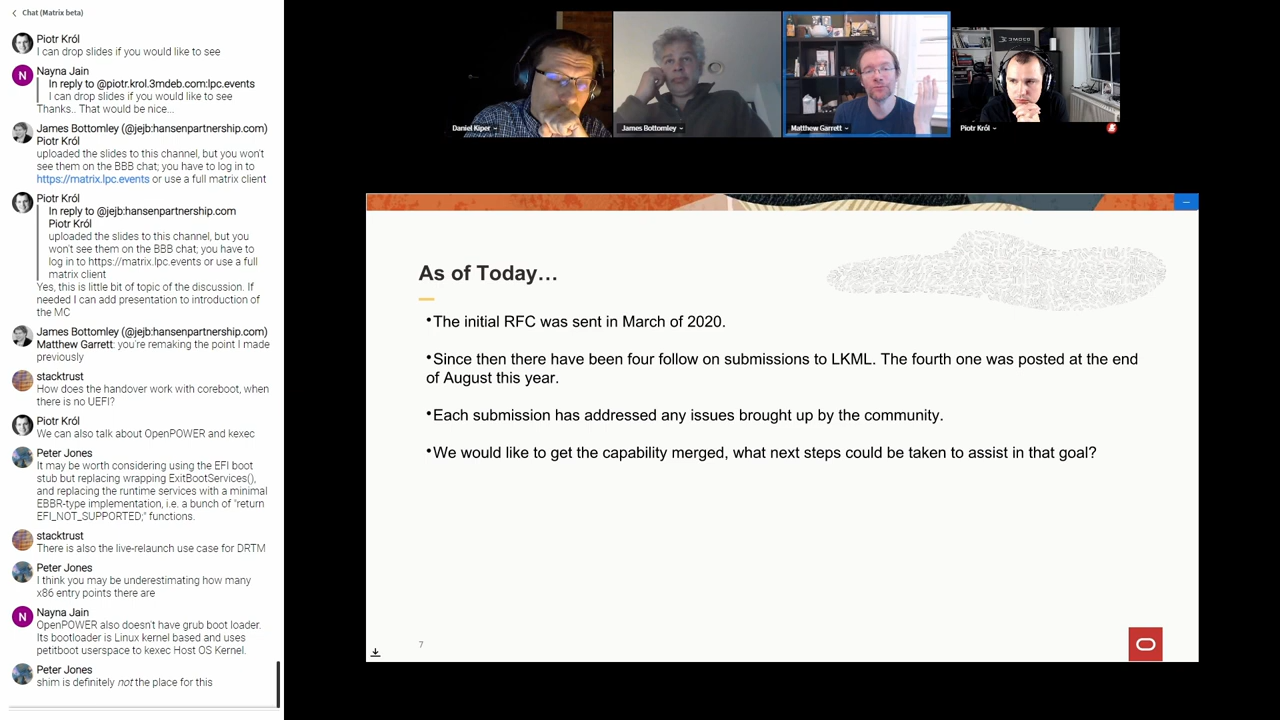 Chat (Matrix beta)
Piotr Król
I can drop slides if you would like to see
Nayna Jain
In reply to @piotr.krol.3mdeb.com:lpc.events
I can drop slides if you would like to see
Thanks.. That would be nice...
James Bottomley (@jejb:hansenpartnership.com)
Piotr Król
uploaded the slides to this channel, but you won't
see them on the BBB chat; you have to log in to
https://matrix.lpc.events or use a full matrix client
Piotr Król
In reply to @jejb:hansenpartnership.com
Piotr Król
uploaded the slides to this channel, but you
won't see them on the BBB chat; you have to
log in to https://matrix.lpc.events or use a full
matrix client
Yes, this is little bit of topic of the discussion. If
needed I can add presentation to introduction of
the MC
James Bottomley (@jejb:hansenpartnership.com)
Matthew Garrett: you're remaking the point I made
previously
stacktrust
How does the handover work with coreboot, when
there is no UEFI?
Piotr Król
We can also talk about OpenPOWER and kexec
Peter Jones
It may be worth considering using the EFI boot
stub but replacing wrapping ExitBootServices(),
and replacing the runtime services with a minimal
EBBR-type implementation, i.e. a bunch of "return
EFI_NOT_SUPPORTED;" functions.
stacktrust
There is also the live-relaunch use case for DRTM
Peter Jones
I think you may be underestimating how many
x86 entry points there are
N
Nayna Jain
OpenPOWER also doesn't have grub boot loader.
Its bootloader is Linux kernel based and uses
petitboot userspace to kexec Host OS Kernel.
N
Peter Jones
shim is definitely not the place for this
Daniel Kiper
James Bottomley
Matthew Garrett
3MDEB
Piotr Król
As of Today…
•The initial RFC was sent in March of 2020.
•Since then there have been four follow on submissions to LKML. The fourth one was posted at the end
of August this year.
•Each submission has addressed any issues brought up by the community.
•We would like to get the capability merged, what next steps could be taken to assist in that goal?
7